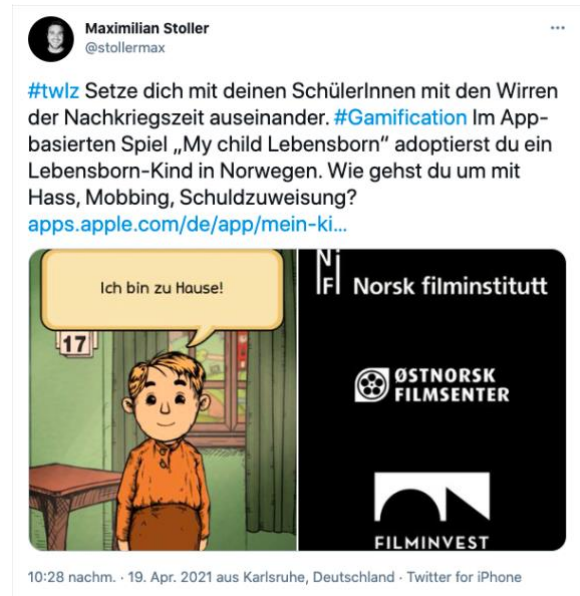 Maximilian Stoller
@stollermax
#twlz Setze dich mit deinen SchülerInnen mit den Wirren
der Nachkriegszeit auseinander. #Gamification Im App-
basierten Spiel „My child Lebensborn“ adoptierst du ein
Lebensborn-Kind in Norwegen. Wie gehst du um mit
Hass, Mobbing, Schuldzuweisung?
apps.apple.com/de/app/mein-ki...
Ich bin zu Hause!
17
NFI Norsk filminstitutt
ØSTNORSK
FILMSENTER
FILMINVEST
10:28 nachm. · 19. Apr. 2021 aus Karlsruhe, Deutschland · Twitter for iPhone